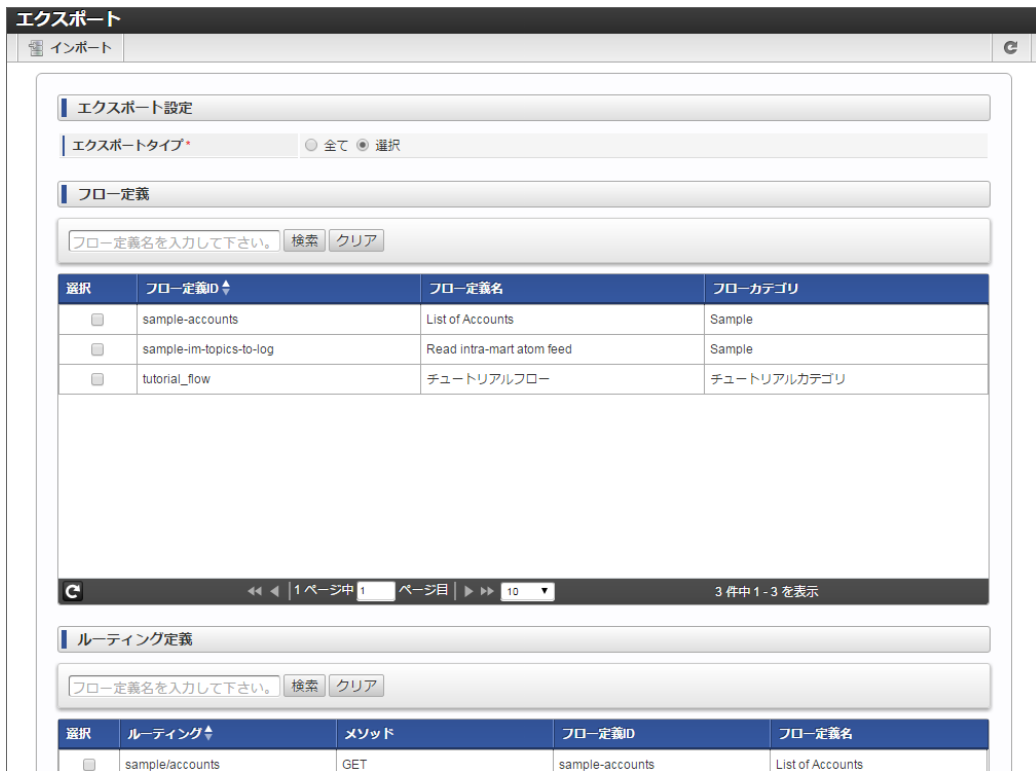 エクスポート
インポート
エクスポート設定
エクスポートタイプ* 全て 選択
フロー定義
フロー定義名を入力して下さい。 検索 クリア
選択 フロー定義ID フロー定義名 フローカテゴリ
sample-accounts List of Accounts Sample
sample-im-topics-to-log Read intra-mart atom feed Sample
tutorial_flow チュートリアルフロー チュートリアルカテゴリ
1 ページ中 1 ページ目 10 3 件中 1 - 3 を表示
ルーティング定義
フロー定義名を入力して下さい。 検索 クリア
選択 ルーティング メソッド フロー定義ID フロー定義名
sample/accounts GET sample-accounts List of Accounts